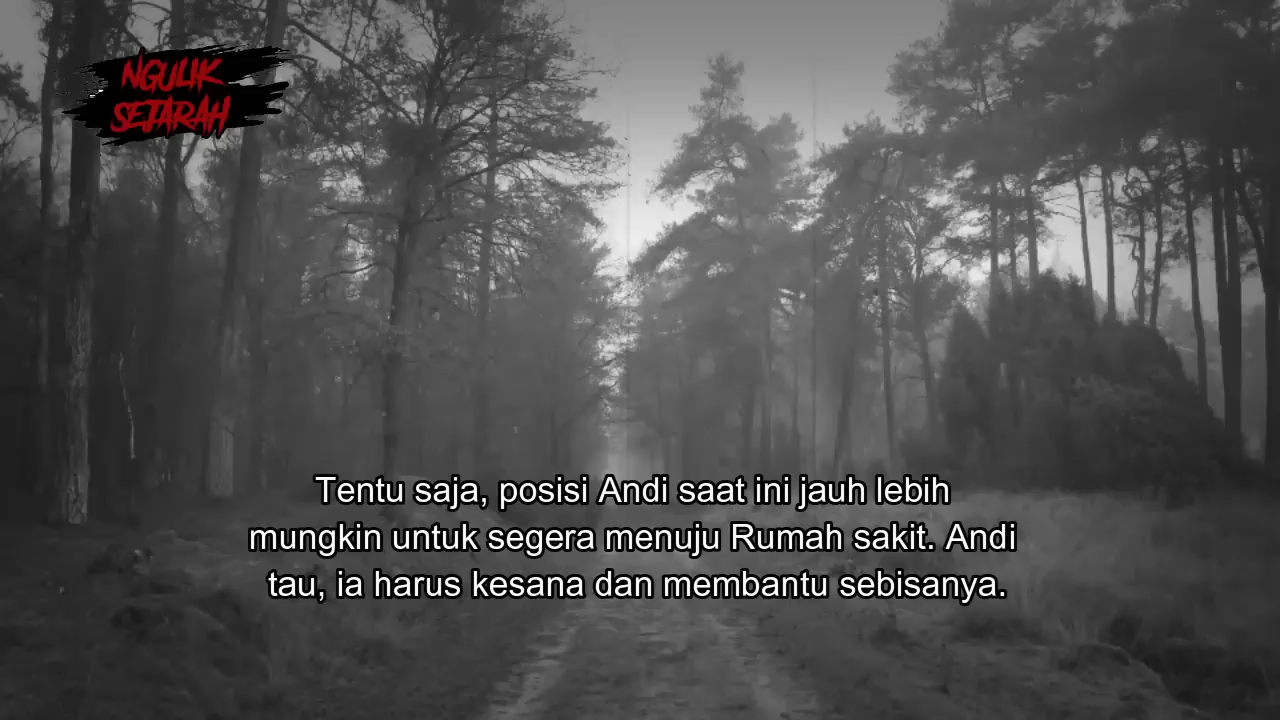 NGULIK
SEJARAH
Tentu saja, posisi Andi saat ini jauh lebih
mungkin untuk segera menuju Rumah sakit. Andi
tau, ia harus kesana dan membantu sebisanya.